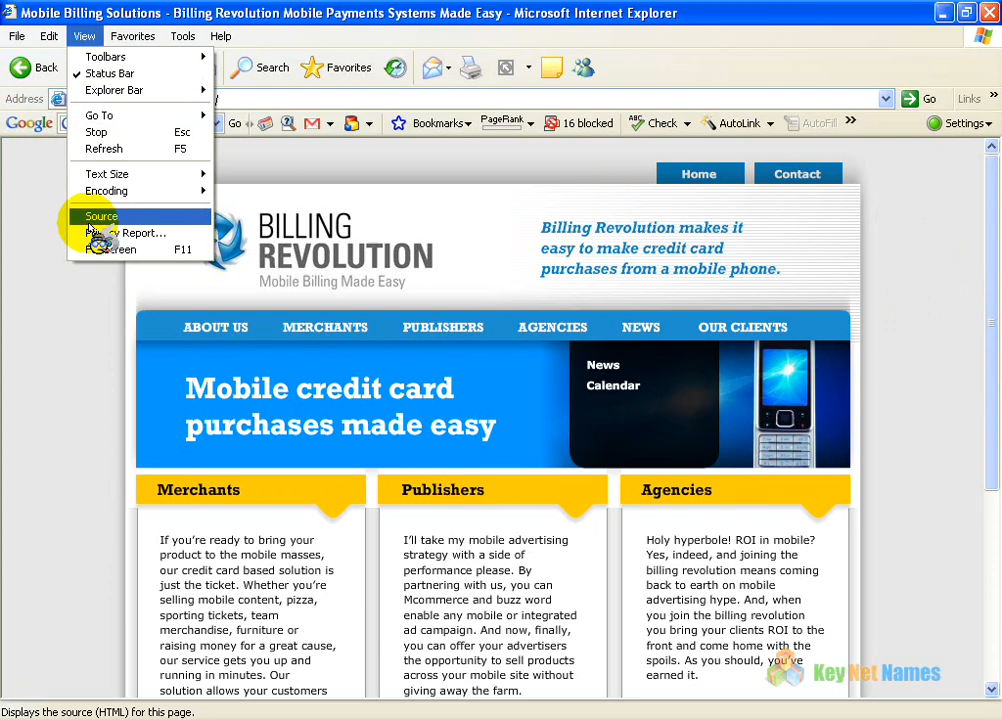 Mobile Billing Solutions - Billing Revolution Mobile Payments Systems Made Easy - Microsoft Internet Explorer
File Edit View Favorites Tools Help
Back Search Favorites
Address /
Links »
Go
Google Go Bookmarks PageRank 16 blocked Check AutoLink AutoFill » Settings
Toolbars
Status Bar
Explorer Bar
Go To
Stop Esc
Refresh F5
Text Size
Encoding
Source
Report...
F11
Home Contact
BILLING
REVOLUTION
Mobile Billing Made Easy
Billing Revolution makes it
easy to make credit card
purchases from a mobile phone.
ABOUT US MERCHANTS PUBLISHERS AGENCIES NEWS OUR CLIENTS
Mobile credit card
purchases made easy
News
Calendar
Merchants
If you're ready to bring your
product to the mobile masses,
our credit card based solution is
just the ticket. Whether you're
selling mobile content, pizza,
sporting tickets, team
merchandise, furniture or
raising money for a great cause,
our service gets you up and
running in minutes. Our
solution allows your customers
Publishers
I'll take my mobile advertising
strategy with a side of
performance please. By
partnering with us, you can
Mcommerce and buzz word
enable any mobile or integrated
ad campaign. And now, finally,
you can offer your advertisers
the opportunity to sell products
across your mobile site without
giving away the farm.
Agencies
Holy hyperbole! ROI in mobile?
Yes, indeed, and joining the
billing revolution means coming
back to earth on mobile
advertising hype. And, when
you join the billing revolution
you bring your clients ROI to the
front and come home with the
spoils. As you should, you've
earned it.
KeyNetNames
Displays the source (HTML) for this page.